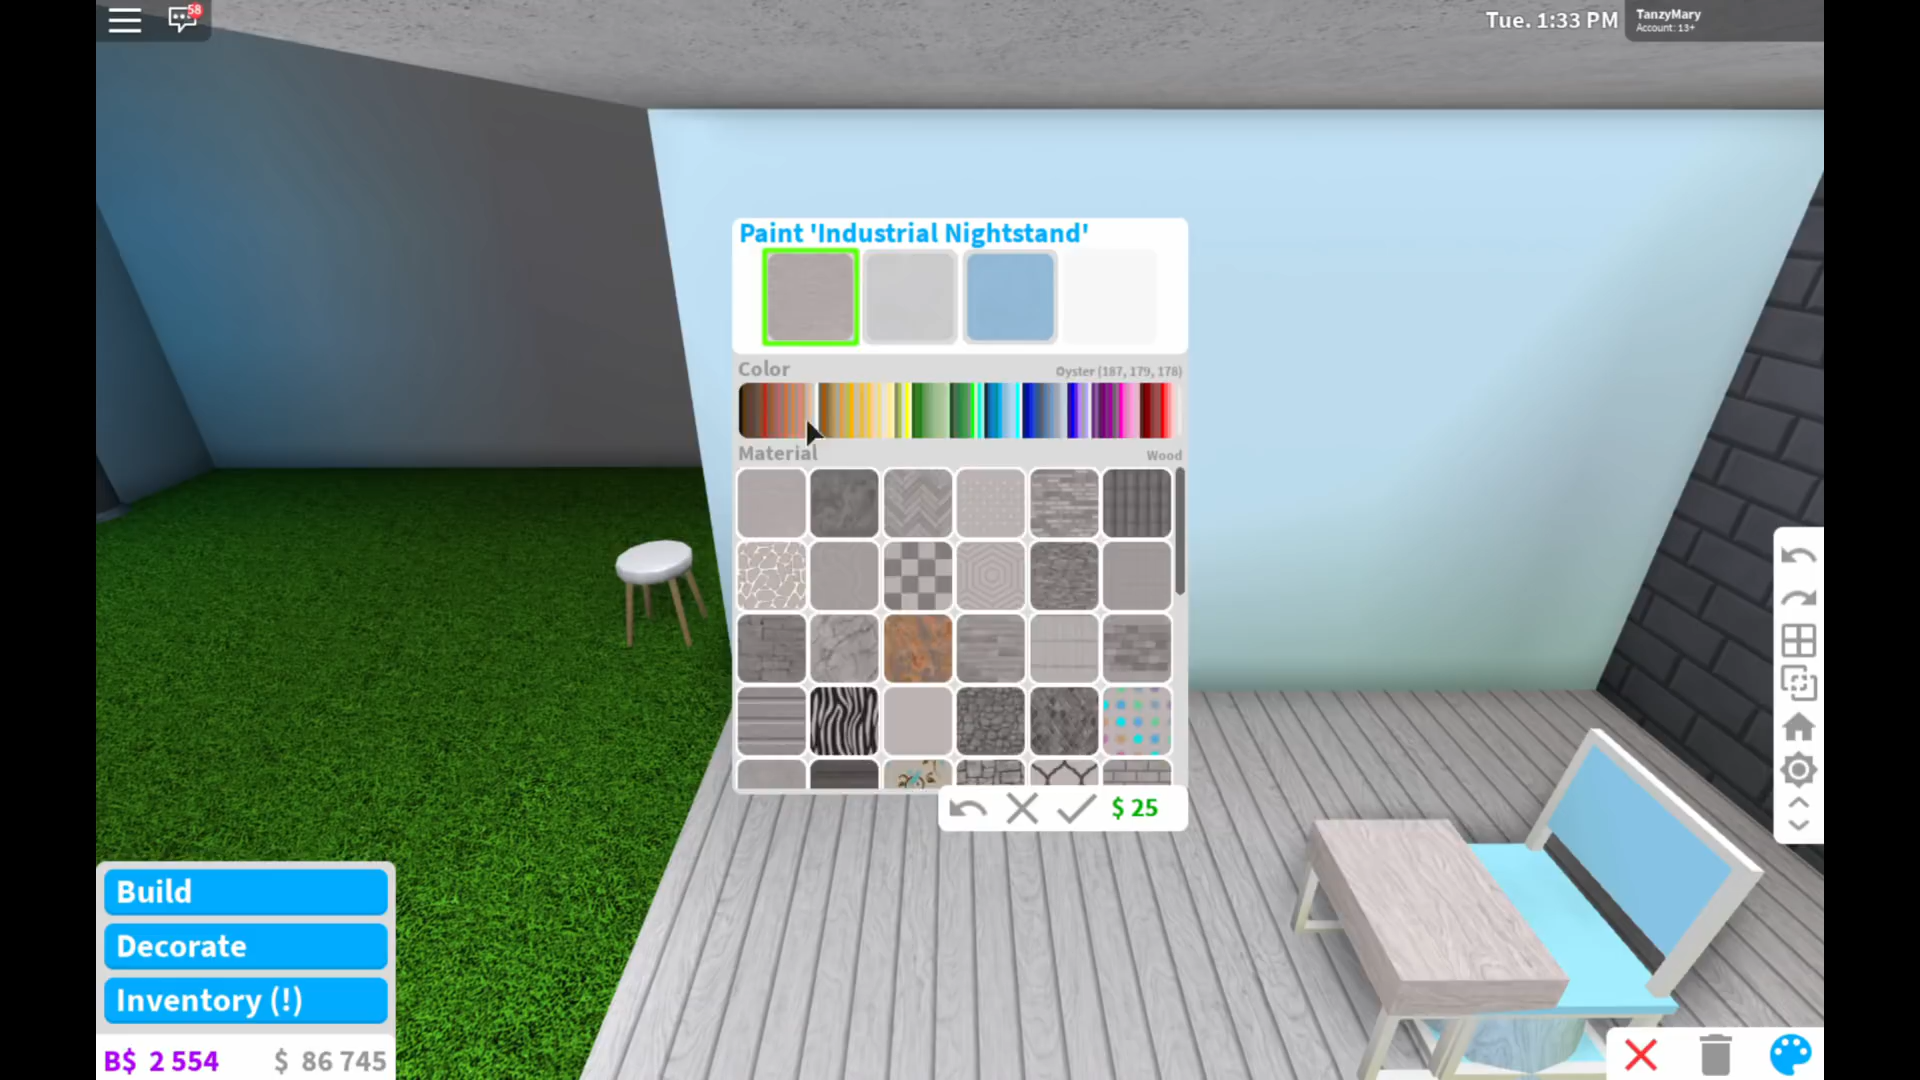 58
Tue. 1:33 PM
TanzyMary
Account: 13+
Paint 'Industrial Nightstand'
Color
Oyster (187, 179, 178)
Material
Wood
$ 25
Build
Decorate
Inventory (!)
B$ 2 554
$ 86 745